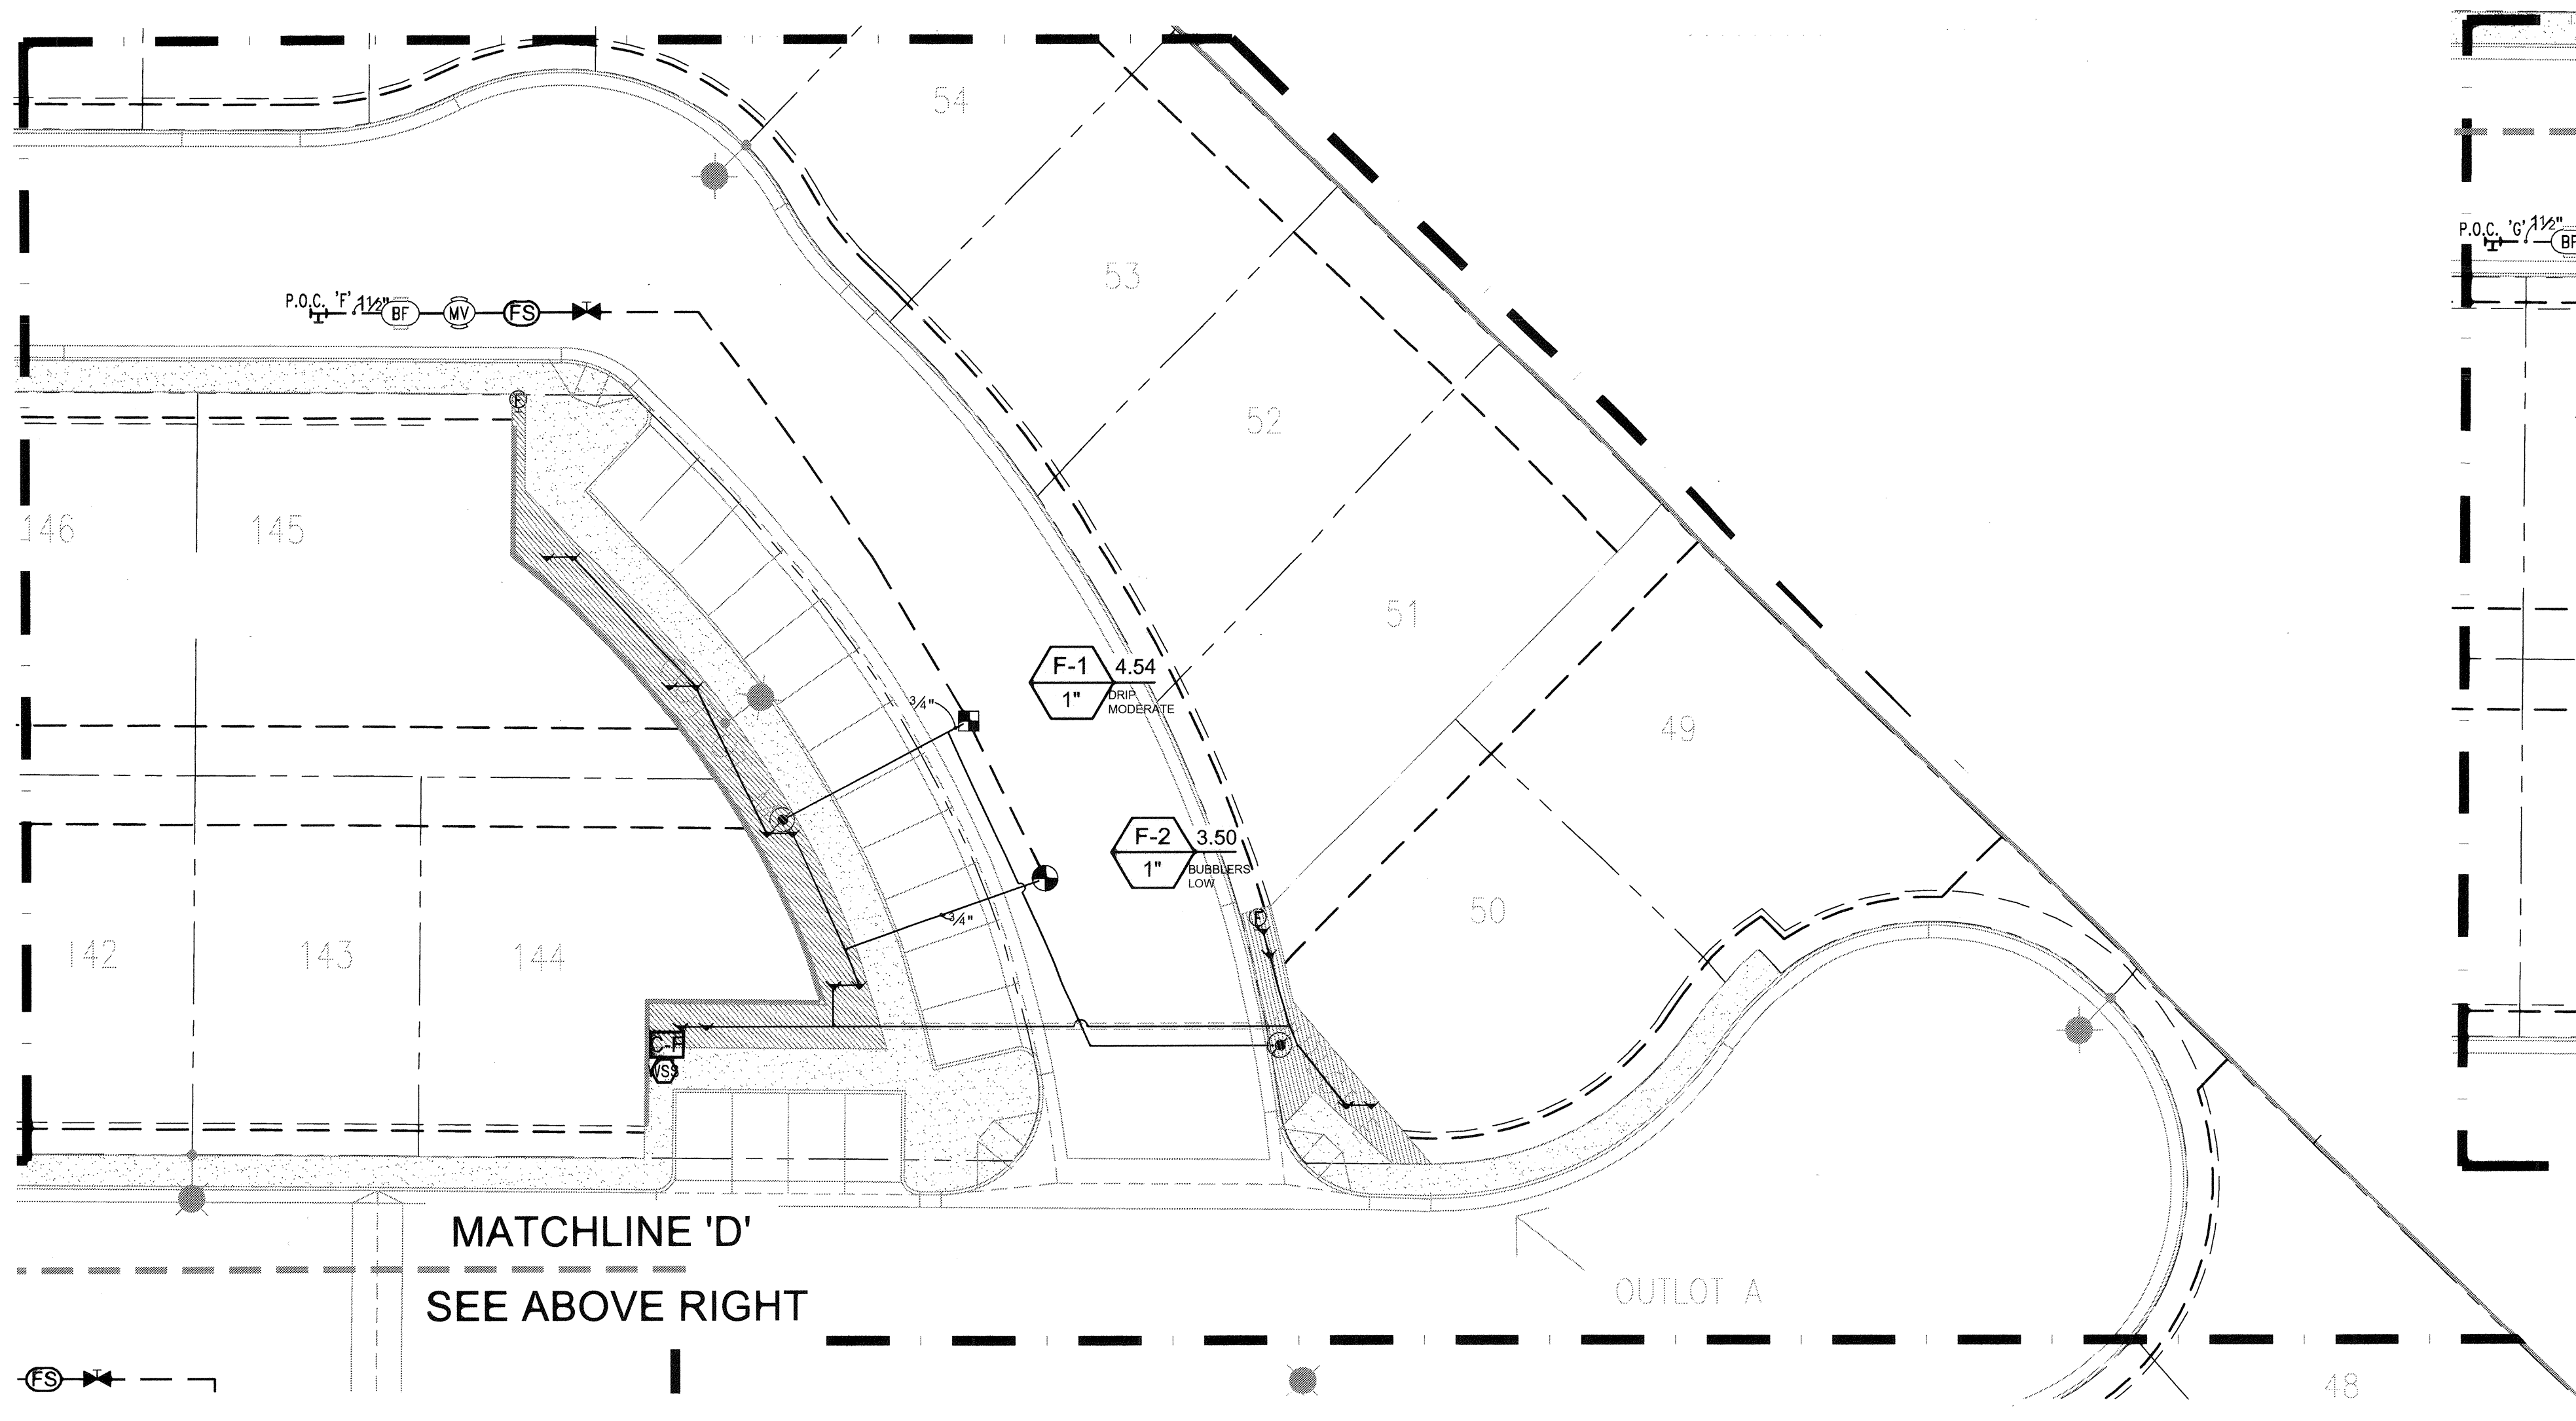 54
53
P.O.C. 'G' 1½"
P.O.C. 'F' 1½"
BF
MV
FS
52
146
145
51
F-1
4.54
1"
DRIP
MODERATE
¾"
49
F-2
3.50
1"
BUBBLERS
LOW
¾"
F
F
50
142
143
144
WSS
MATCHLINE 'D'
SEE ABOVE RIGHT
OUTLOT A
FS
48